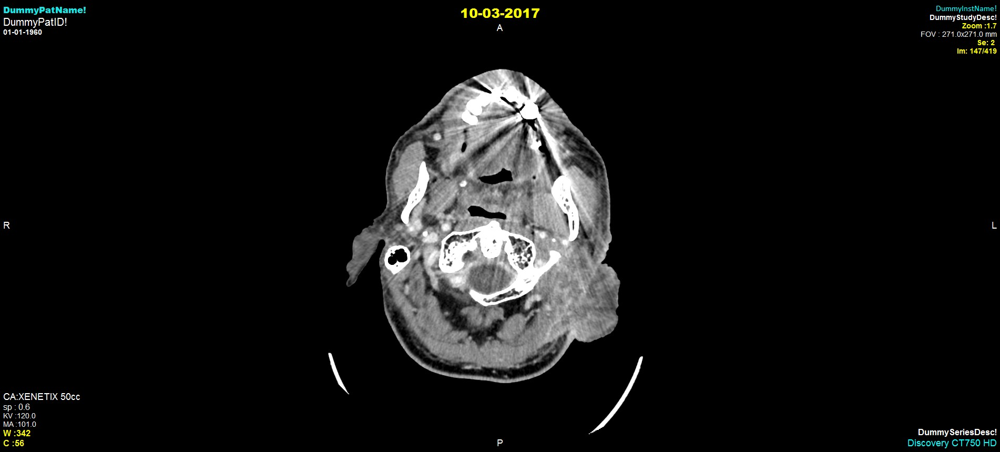 DummyPatName!
DummyPatID!
01-01-1960
10-03-2017
A
DummyInstName!
DummyStudyDesc!
Zoom :1.7
FOV : 271.0x271.0 mm
Se: 2
Im: 147/419
R
L
CA:XENETIX 50cc
sp : 0.6
KV :120.0
MA :101.0
W :342
C :56
P
DummySeriesDesc!
Discovery CT750 HD